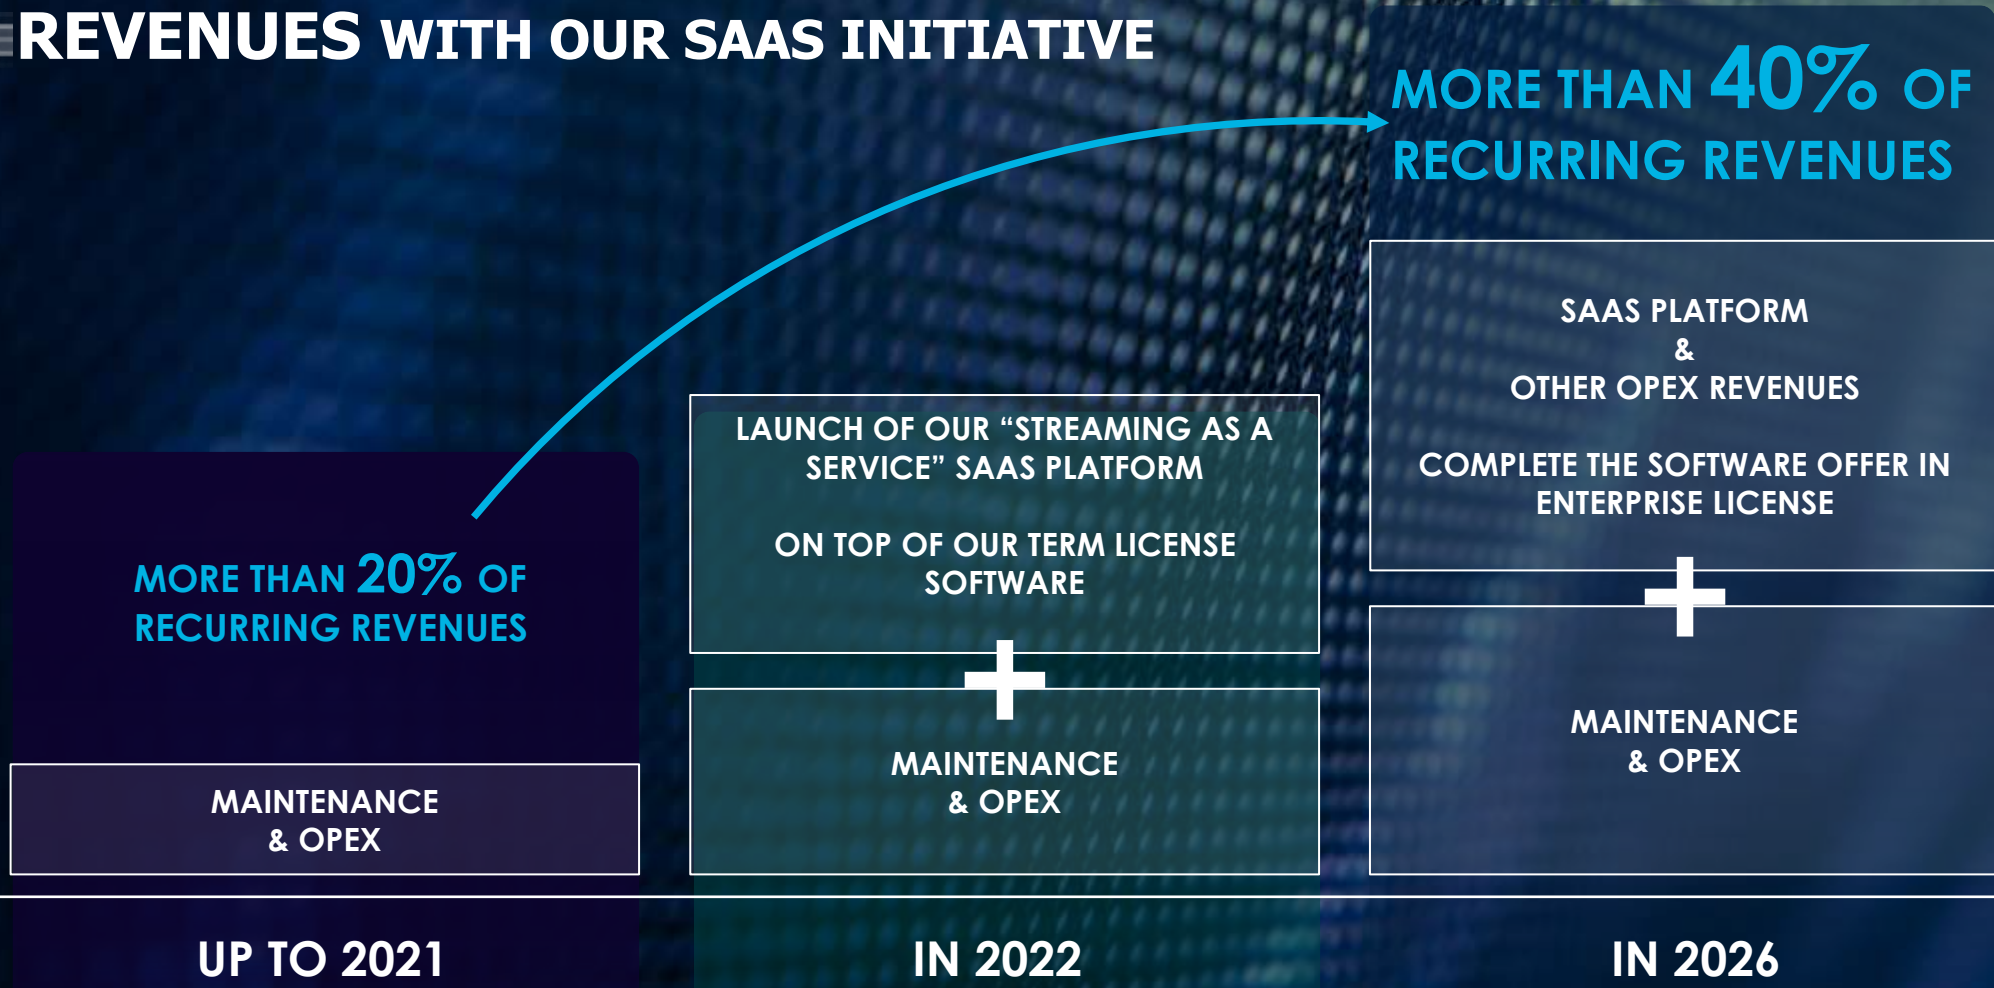 REVENUES WITH OUR SAAS INITIATIVE
MORE THAN 20% OF
RECURRING REVENUES
MAINTENANCE
& OPEX
UP TO 2021
LAUNCH OF OUR “STREAMING AS A
SERVICE” SAAS PLATFORM
ON TOP OF OUR TERM LICENSE
SOFTWARE
+
MAINTENANCE
& OPEX
IN 2022
MORE THAN 40% OF
RECURRING REVENUES
SAAS PLATFORM
&
OTHER OPEX REVENUES
COMPLETE THE SOFTWARE OFFER IN
ENTERPRISE LICENSE
+
MAINTENANCE
& OPEX
IN 2026